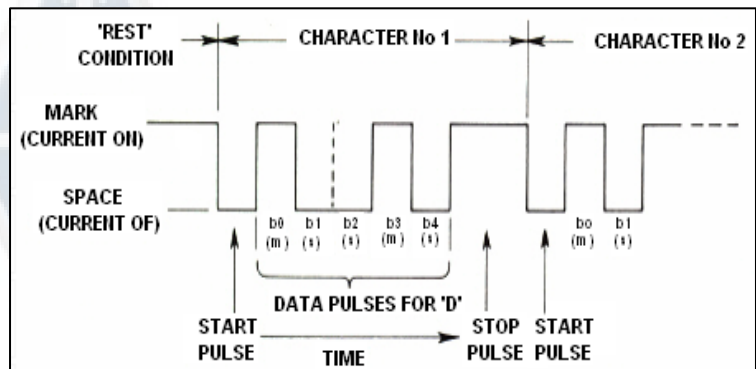 'REST'
CONDITION
CHARACTER No 1
CHARACTER No 2
MARK
(CURRENT ON)
SPACE
(CURRENT OF)
b0 b1 b2 b3 b4
(m) (s) (s) (m) (s)
bo b1
(m) (s)
DATA PULSES FOR 'D'
START
PULSE
TIME
STOP
PULSE
START
PULSE